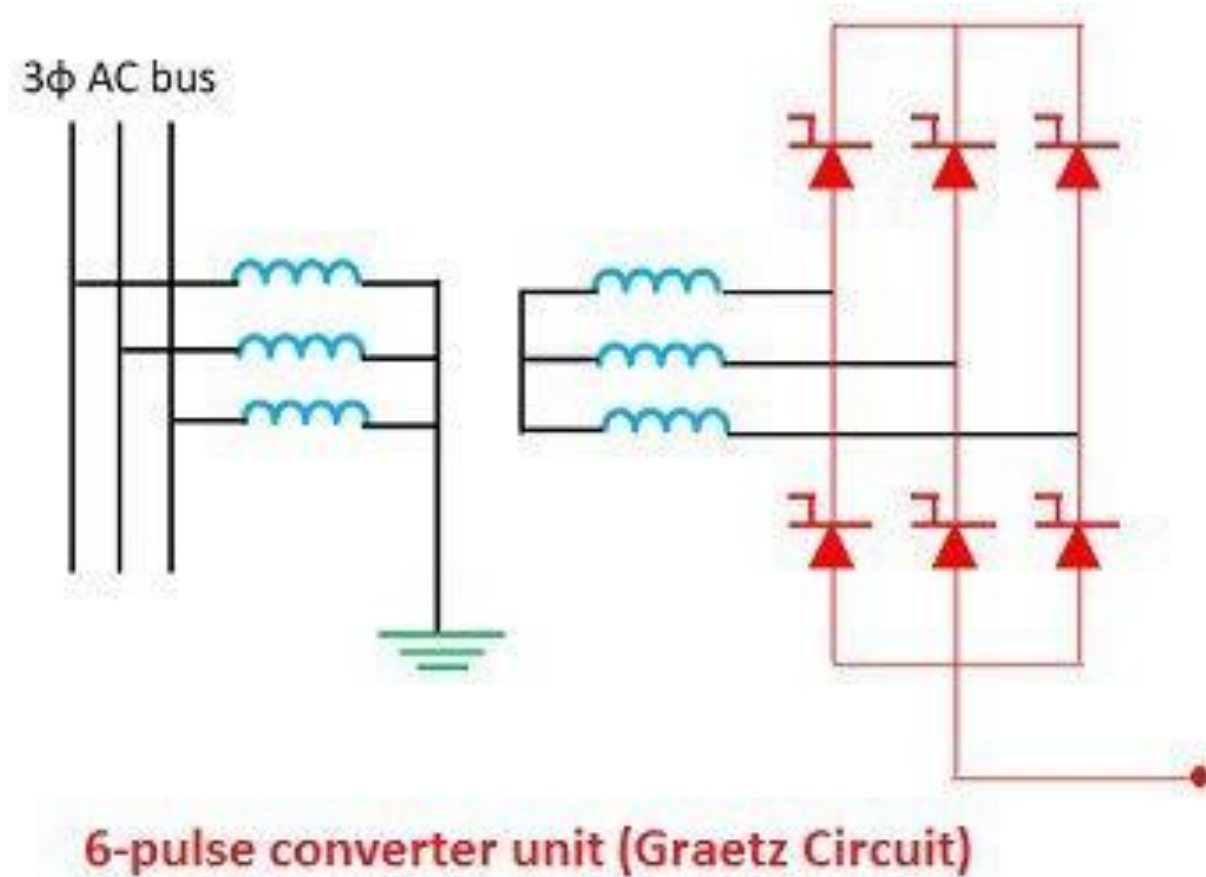 3ϕ AC bus
6-pulse converter unit (Graetz Circuit)